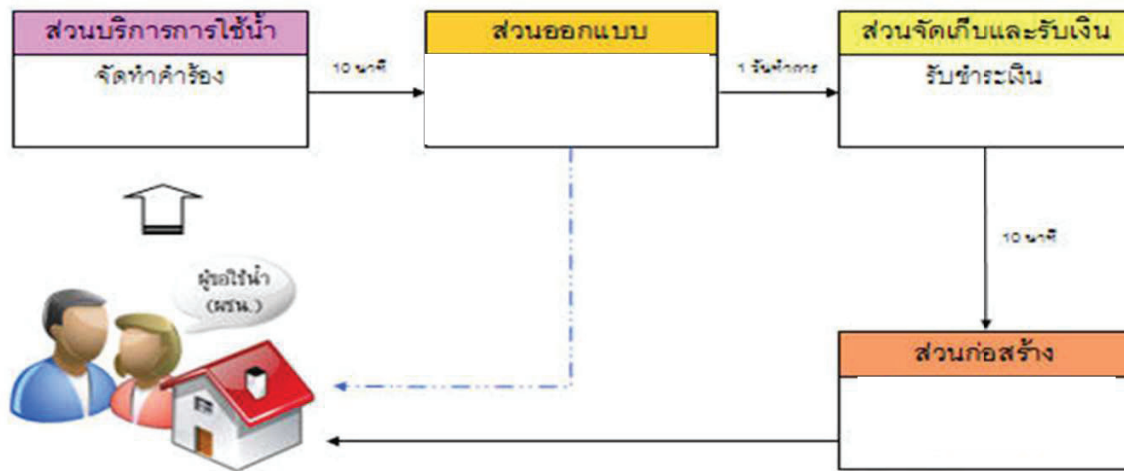 ส่วนบริการการใช้น้ำ
จัดทำคำร้อง
10 นาที
ส่วนออกแบบ
1 วันทำการ
ส่วนจัดเก็บและรับเงิน
รับชำระเงิน
10 นาที
ผู้ขอใช้น้ำ
(ผชน.)
ส่วนก่อสร้าง